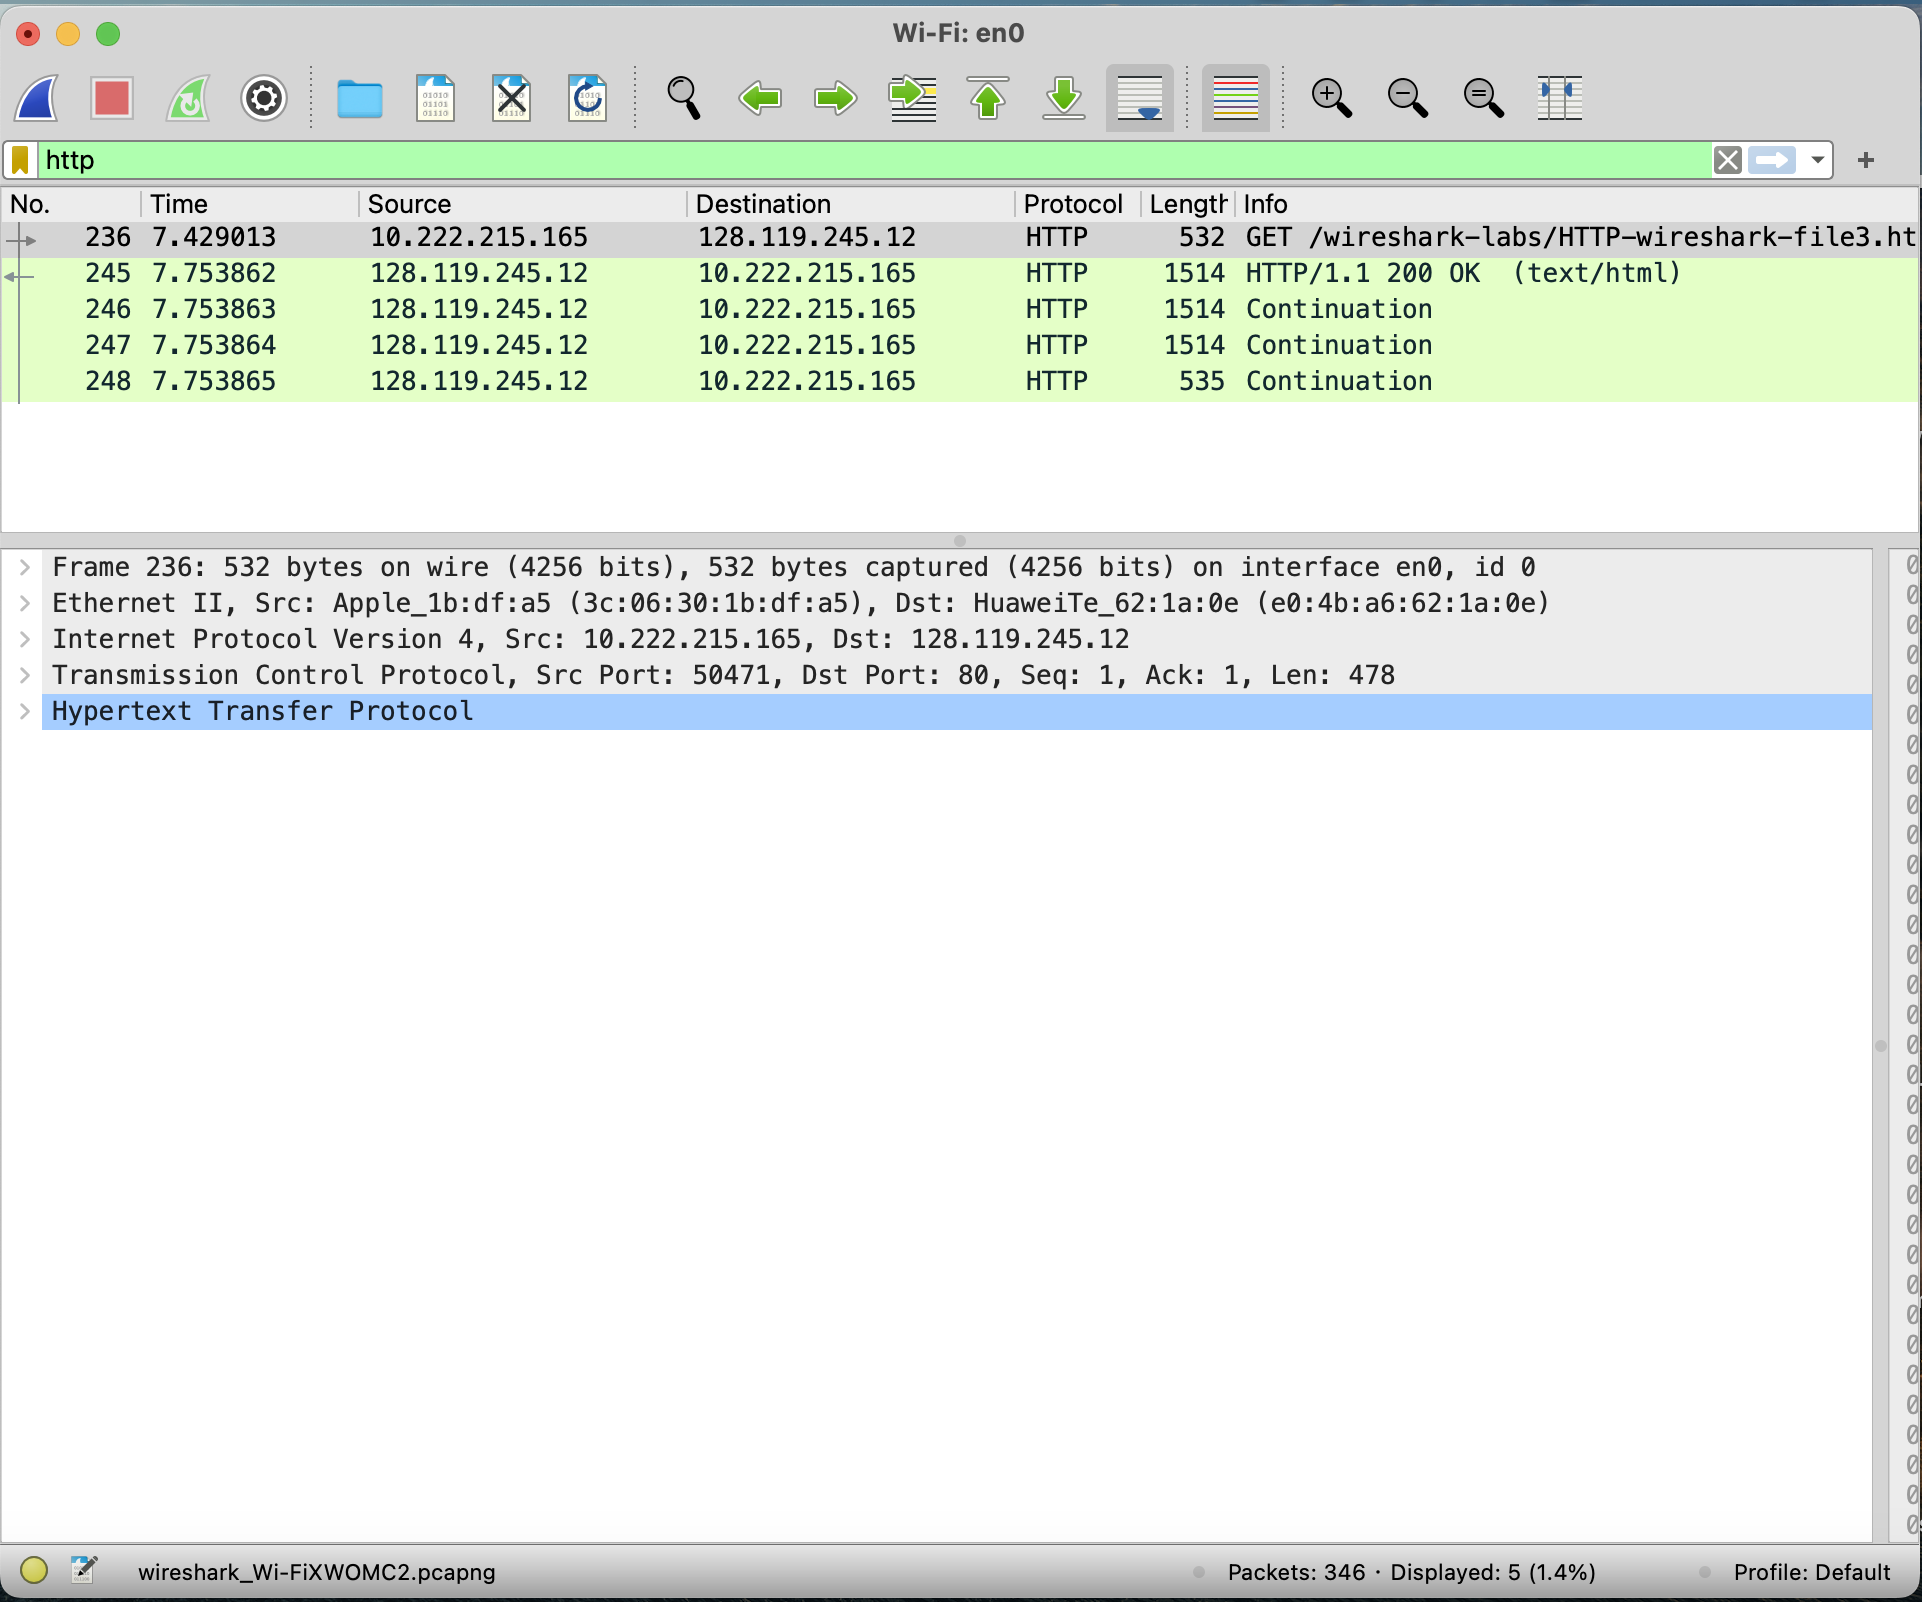 Wi-Fi: en0
http
No. Time Source Destination Protocol Length Info
236 7.429013 10.222.215.165 128.119.245.12 HTTP 532 GET /wireshark-labs/HTTP-wireshark-file3.ht
245 7.753862 128.119.245.12 10.222.215.165 HTTP 1514 HTTP/1.1 200 OK  (text/html)
246 7.753863 128.119.245.12 10.222.215.165 HTTP 1514 Continuation
247 7.753864 128.119.245.12 10.222.215.165 HTTP 1514 Continuation
248 7.753865 128.119.245.12 10.222.215.165 HTTP 535 Continuation
Frame 236: 532 bytes on wire (4256 bits), 532 bytes captured (4256 bits) on interface en0, id 0
Ethernet II, Src: Apple_1b:df:a5 (3c:06:30:1b:df:a5), Dst: HuaweiTe_62:1a:0e (e0:4b:a6:62:1a:0e)
Internet Protocol Version 4, Src: 10.222.215.165, Dst: 128.119.245.12
Transmission Control Protocol, Src Port: 50471, Dst Port: 80, Seq: 1, Ack: 1, Len: 478
Hypertext Transfer Protocol
wireshark_Wi-FiXWOMC2.pcapng Packets: 346 · Displayed: 5 (1.4%) Profile: Default